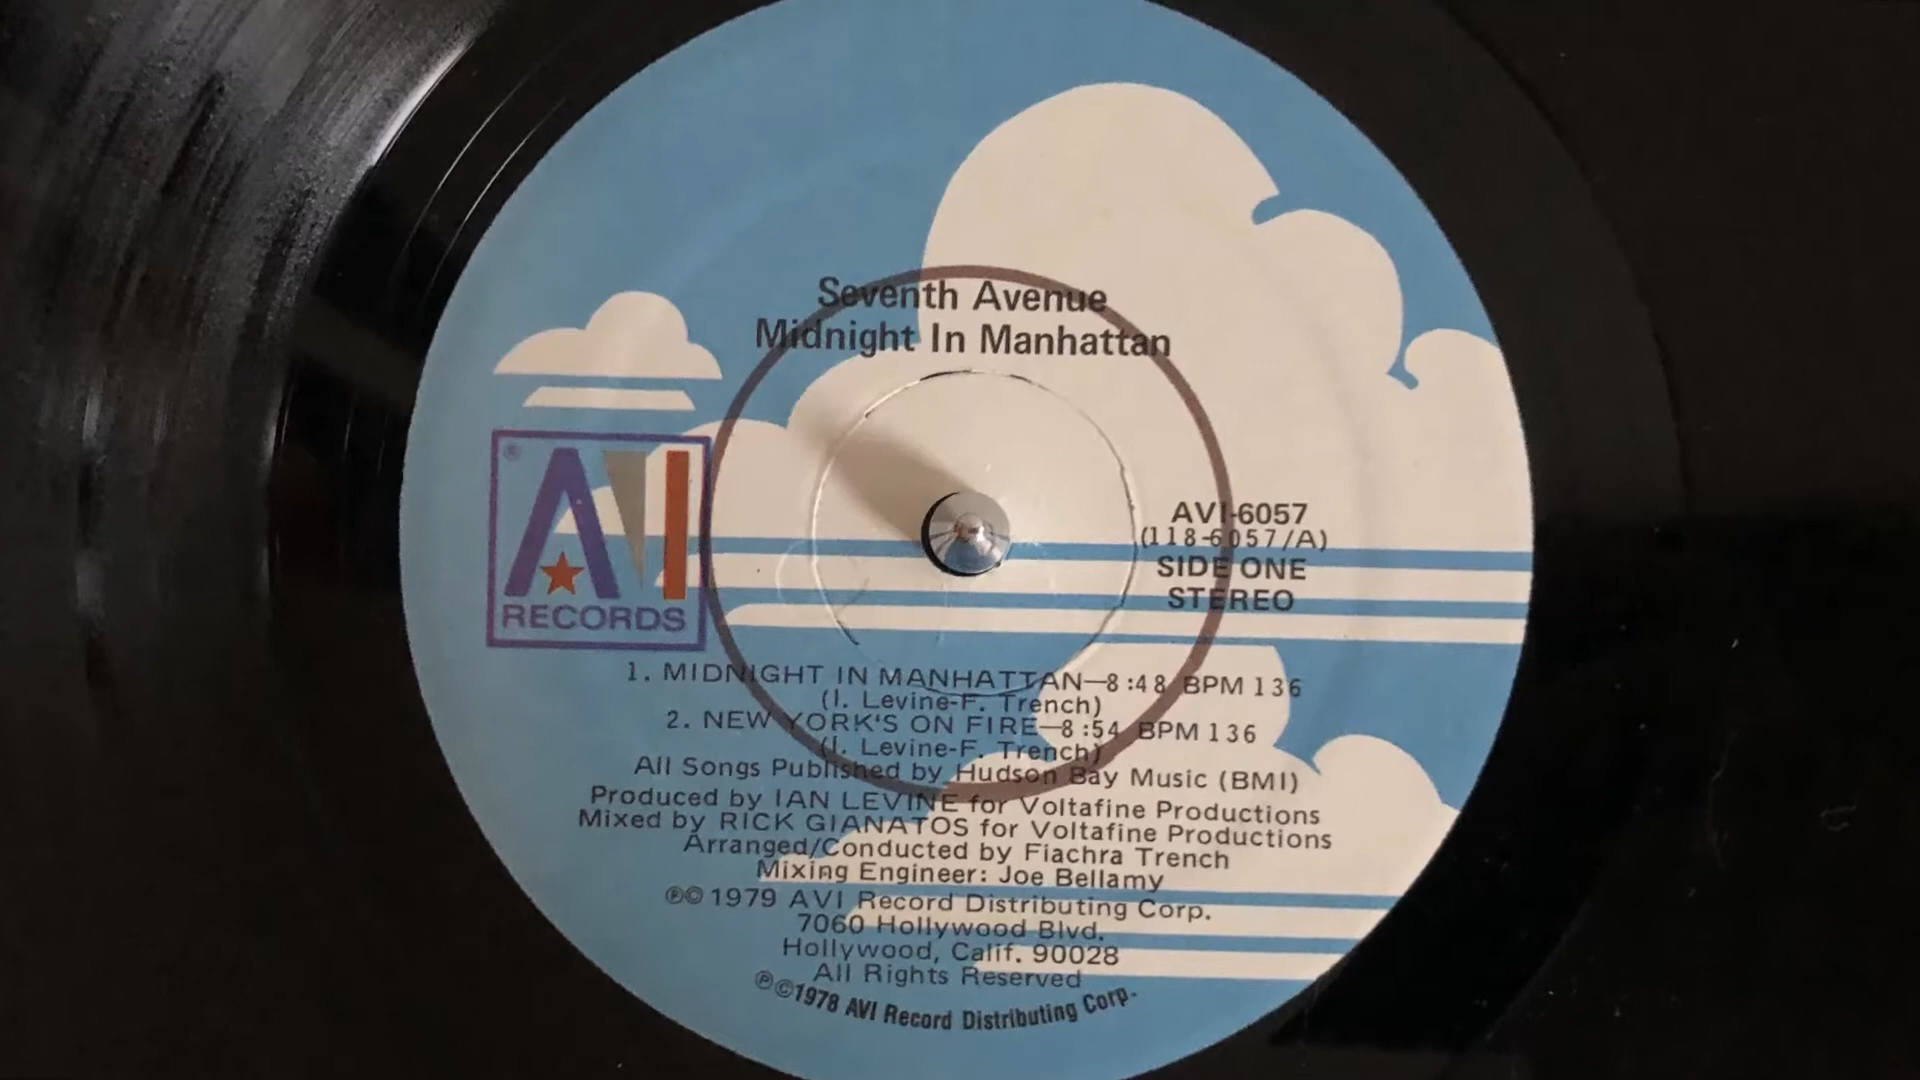 Seventh Avenue
Midnight In Manhattan
® AVI
RECORDS
AVI-6057
(118-6057/A)
SIDE ONE
STEREO
1. MIDNIGHT IN MANHATTAN—8:48 BPM 136
(I. Levine-F. Trench)
2. NEW YORK'S ON FIRE—8:54 BPM 136
(I. Levine-F. Trench)
All Songs Published by Hudson Bay Music (BMI)
Produced by IAN LEVINE for Voltafine Productions
Mixed by RICK GIANATOS for Voltafine Productions
Arranged/Conducted by Fiachra Trench
Mixing Engineer: Joe Bellamy
℗© 1979 AVI Record Distributing Corp.
7060 Hollywood Blvd.
Hollywood, Calif. 90028
All Rights Reserved
℗©1978 AVI Record Distributing Corp.